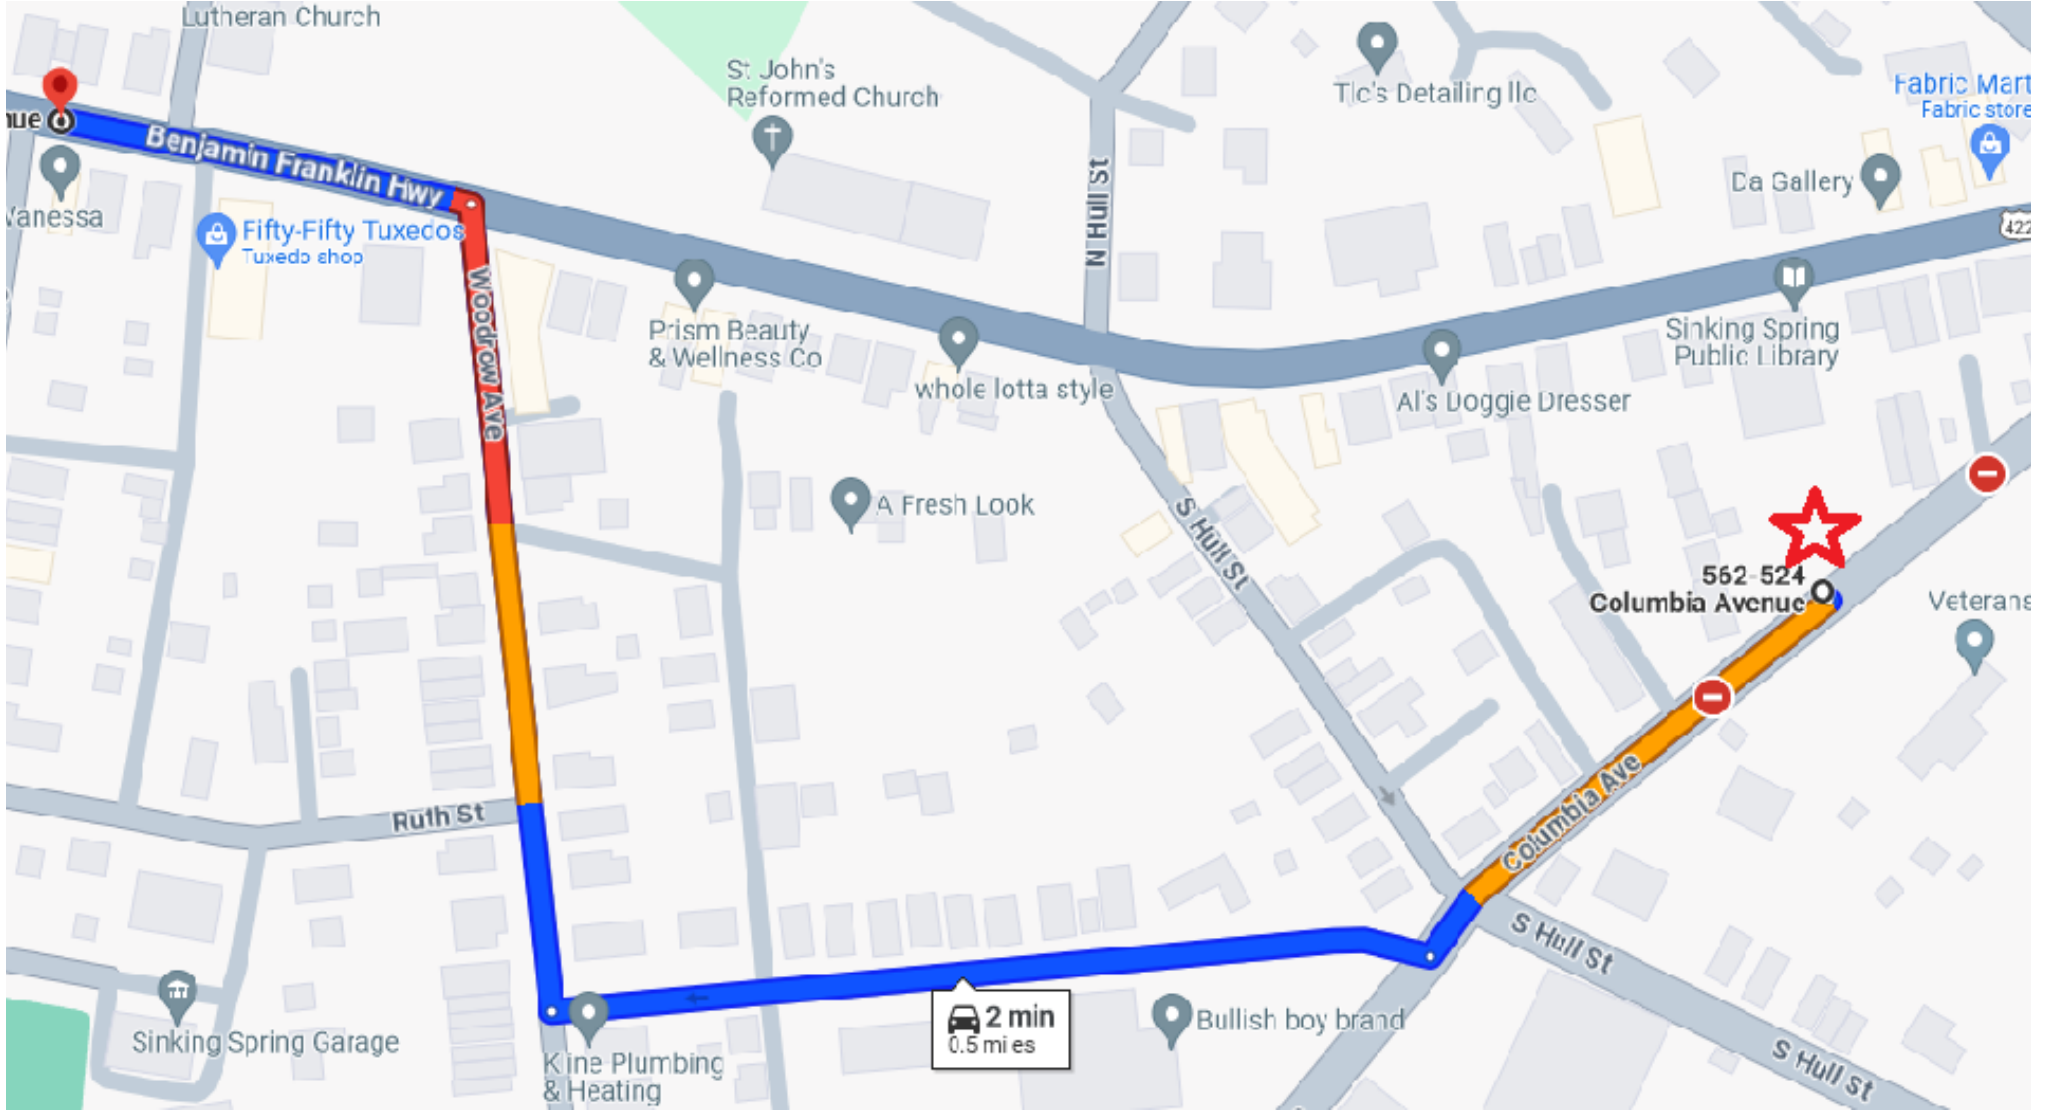 Lutheran Church
St John's
Reformed Church
Tlc's Detailing llc
Fabric Mart
Fabric store
nue
Benjamin Franklin Hwy
N Hull St
Da Gallery
422
Vanessa
Fifty-Fifty Tuxedos
Tuxedo shop
Woodrow Ave
Prism Beauty
& Wellness Co
whole lotta style
Sinking Spring
Public Library
Al's Doggie Dresser
A Fresh Look
S Hull St
562-524
Columbia Avenue
Veterans
Ruth St
Columbia Ave
S Hull St
Sinking Spring Garage
Kline Plumbing
& Heating
2 min
0.5 miles
Bullish boy brand
S Hull St